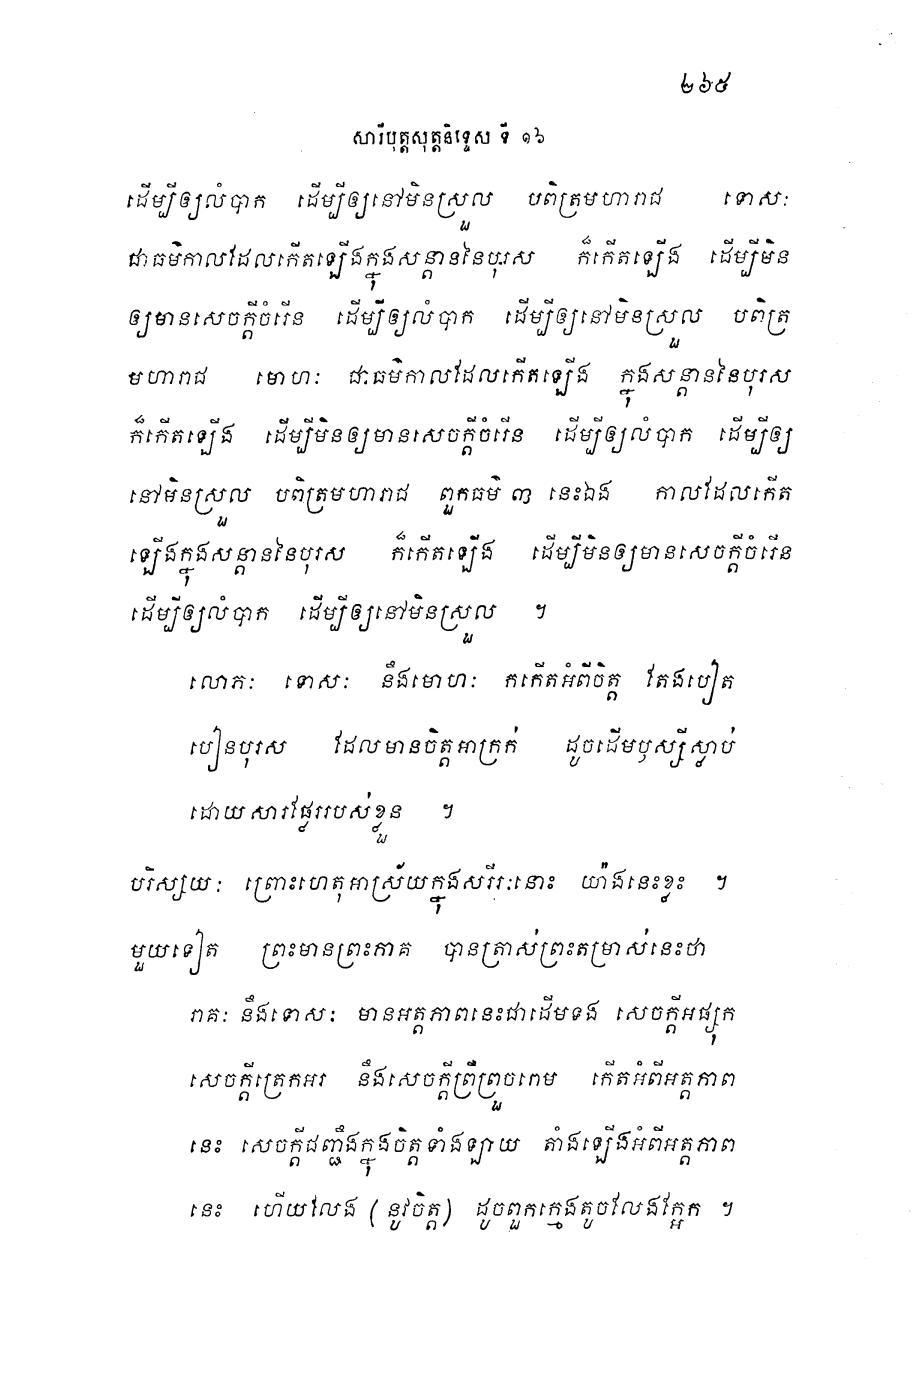 ២៦៥
សារីបុត្តសុត្តនិទ្ទេស ទី ១៦
ដើម្បីឲ្យលំបាក ដើម្បីឲ្យនៅមិនស្រួល បពិត្រមហារាជ ទោសៈ
ជាធម៌កាលដែលកើតឡើងក្នុងសន្តាននៃបុរស ក៏កើតឡើង ដើម្បីមិន
ឲ្យមានសេចក្តីចំរើន ដើម្បីឲ្យលំបាក ដើម្បីឲ្យនៅមិនស្រួល បពិត្រ
មហារាជ មោហៈ ជាធម៌កាលដែលកើតឡើង ក្នុងសន្តាននៃបុរស
ក៏កើតឡើង ដើម្បីមិនឲ្យមានសេចក្តីចំរើន ដើម្បីឲ្យលំបាក ដើម្បីឲ្យ
នៅមិនស្រួល បពិត្រមហារាជ ពួកធម៌ ៣ នេះឯង កាលដែលកើត
ឡើងក្នុងសន្តាននៃបុរស ក៏កើតឡើង ដើម្បីមិនឲ្យមានសេចក្តីចំរើន
ដើម្បីឲ្យលំបាក ដើម្បីឲ្យនៅមិនស្រួល ។
លោភៈ ទោសៈ នឹងមោហៈ កកើតអំពីចិត្ត តែងបៀត
បៀនបុរស ដែលមានចិត្តអាក្រក់ ដូចដើមឫស្សីស្លាប់
ដោយសារផ្លែរបស់ខ្លួន ។
បរិស្សយៈ ព្រោះហេតុអាស្រ័យក្នុងសរីរៈនោះ យ៉ាងនេះខ្លះ ។
មួយទៀត ព្រះមានព្រះភាគ បានត្រាស់ព្រះតម្រាស់នេះថា
រាគៈ នឹងទោសៈ មានអត្តភាពនេះជាដើមទង សេចក្តីអផ្សុក
សេចក្តីត្រេកអរ នឹងសេចក្តីព្រឺព្រួចរោម កើតអំពីអត្តភាព
នេះ សេចក្តីជញ្ជឹងក្នុងចិត្តទាំងឡាយ តាំងឡើងអំពីអត្តភាព
នេះ ហើយលែង (នូវចិត្ត) ដូចពួកក្មេងតូចលែងក្អែក ។